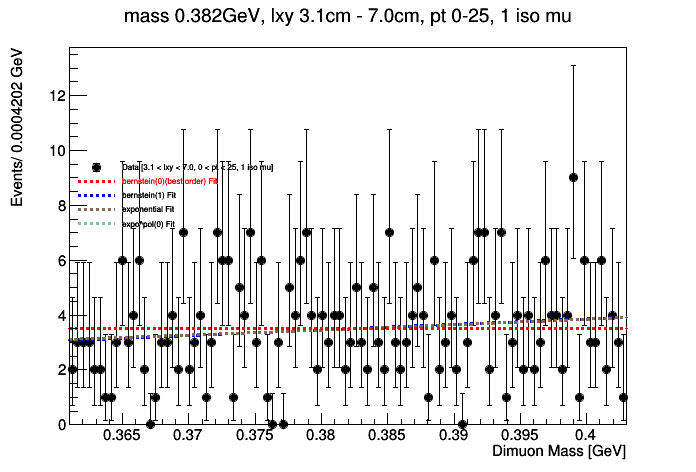 mass 0.382GeV, lxy 3.1cm - 7.0cm, pt 0-25, 1 iso mu
Events/ 0.0004202 GeV
12
10
8
6
4
2
0
Data [3.1 < lxy < 7.0, 0 < pt < 25, 1 iso mu]
bernstein(0)(best order) Fit
bernstein(1) Fit
exponential Fit
expo*pol(0) Fit
0.365 0.37 0.375 0.38 0.385 0.39 0.395 0.4
Dimuon Mass [GeV]